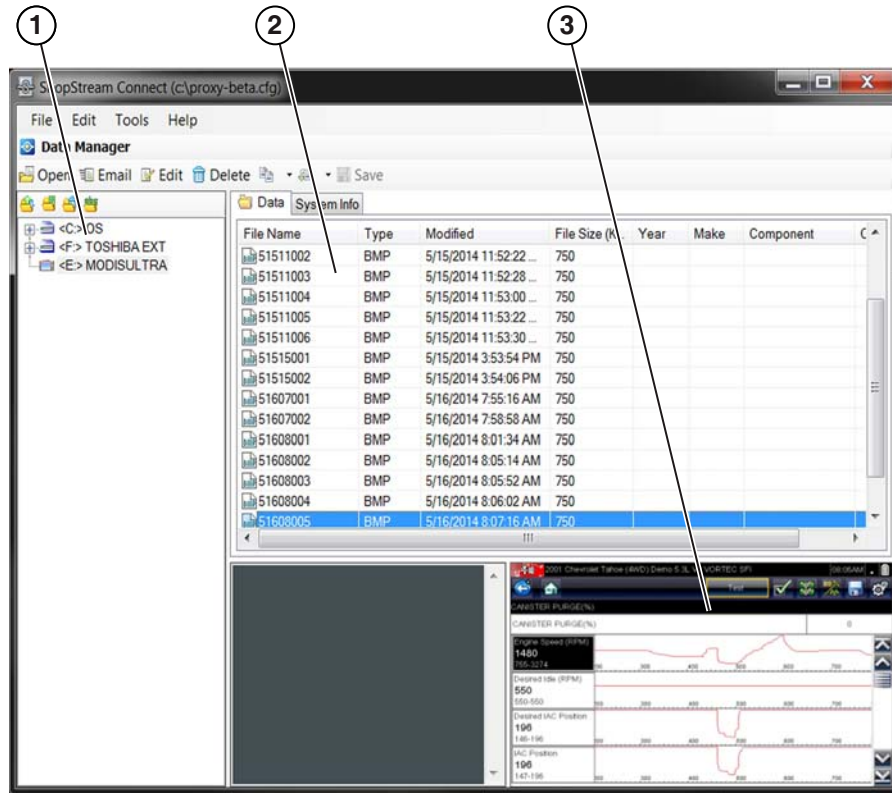 1
2
3
ShopStream Connect (c:\proxy-beta.cfg)
File Edit Tools Help
Data Manager
Open Email Edit Delete Save
Data System Info
<C:> OS
<F:> TOSHIBA EXT
<E:> MODISULTRA
File Name Type Modified File Size (K... Year Make Component C
51511002 BMP 5/15/2014 11:52:22 ... 750
51511003 BMP 5/15/2014 11:52:28 ... 750
51511004 BMP 5/15/2014 11:53:00 ... 750
51511005 BMP 5/15/2014 11:53:22 ... 750
51511006 BMP 5/15/2014 11:53:30 ... 750
51515001 BMP 5/15/2014 3:53:54 PM 750
51515002 BMP 5/15/2014 3:54:06 PM 750
51607001 BMP 5/16/2014 7:55:16 AM 750
51607002 BMP 5/16/2014 7:58:58 AM 750
51608001 BMP 5/16/2014 8:01:34 AM 750
51608002 BMP 5/16/2014 8:05:14 AM 750
51608003 BMP 5/16/2014 8:05:52 AM 750
51608004 BMP 5/16/2014 8:06:02 AM 750
51608005 BMP 5/16/2014 8:07:16 AM 750
2001 Chevrolet Tahoe (4WD) Demo 5.3L V8 VORTEC SFI 08:06AM
Test
CANISTER PURGE(%)
CANISTER PURGE(%) 0
Engine Speed (RPM)
1480
755-3274
Desired Idle (RPM)
550
550-550
Desired IAC Position
196
146-196
IAC Position
196
147-196